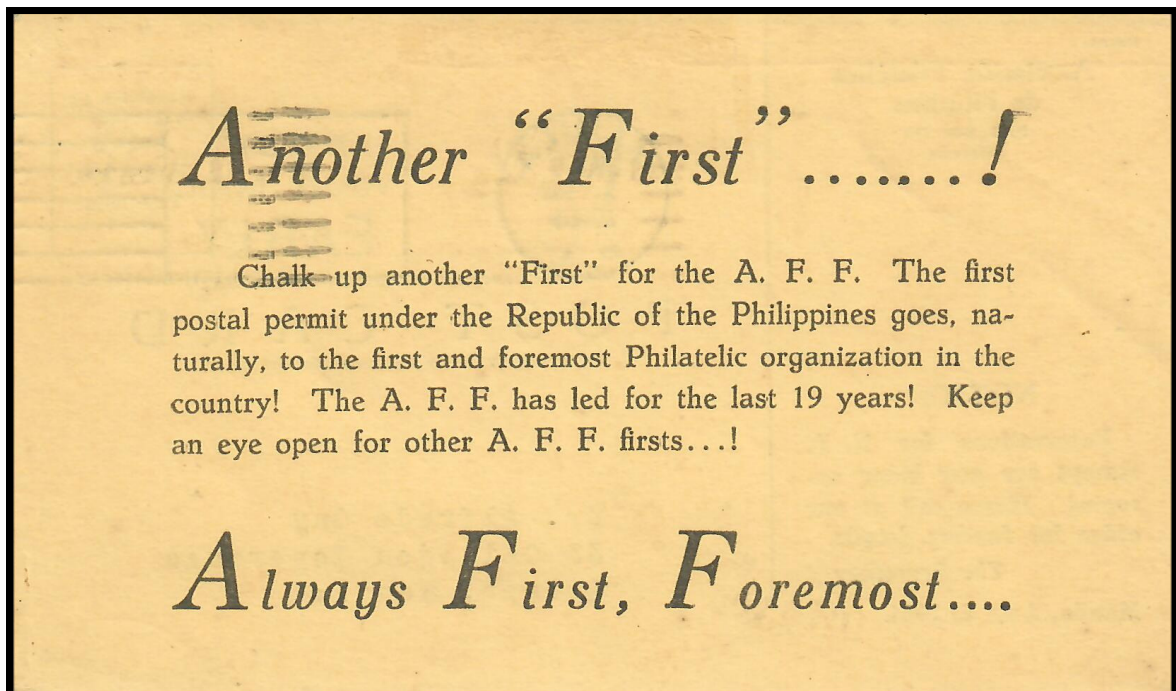 Another “First”.......!
Chalk up another “First” for the A. F. F. The first
postal permit under the Republic of the Philippines goes, na-
turally, to the first and foremost Philatelic organization in the
country! The A. F. F. has led for the last 19 years! Keep
an eye open for other A. F. F. firsts...!
Always First, Foremost....